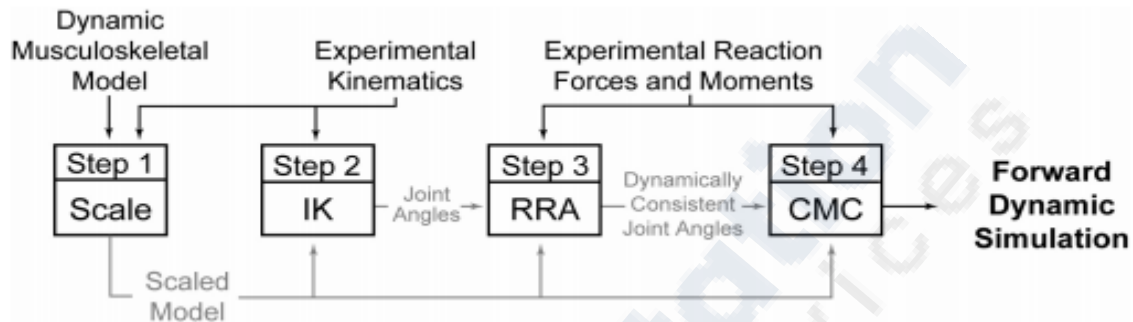 Dynamic
Musculoskeletal
Model
Experimental
Kinematics
Experimental Reaction
Forces and Moments
Step 1
Scale
Step 2
IK
Joint
Angles
Step 3
RRA
Dynamically
Consistent
Joint Angles
Step 4
CMC
Forward
Dynamic
Simulation
Scaled
Model